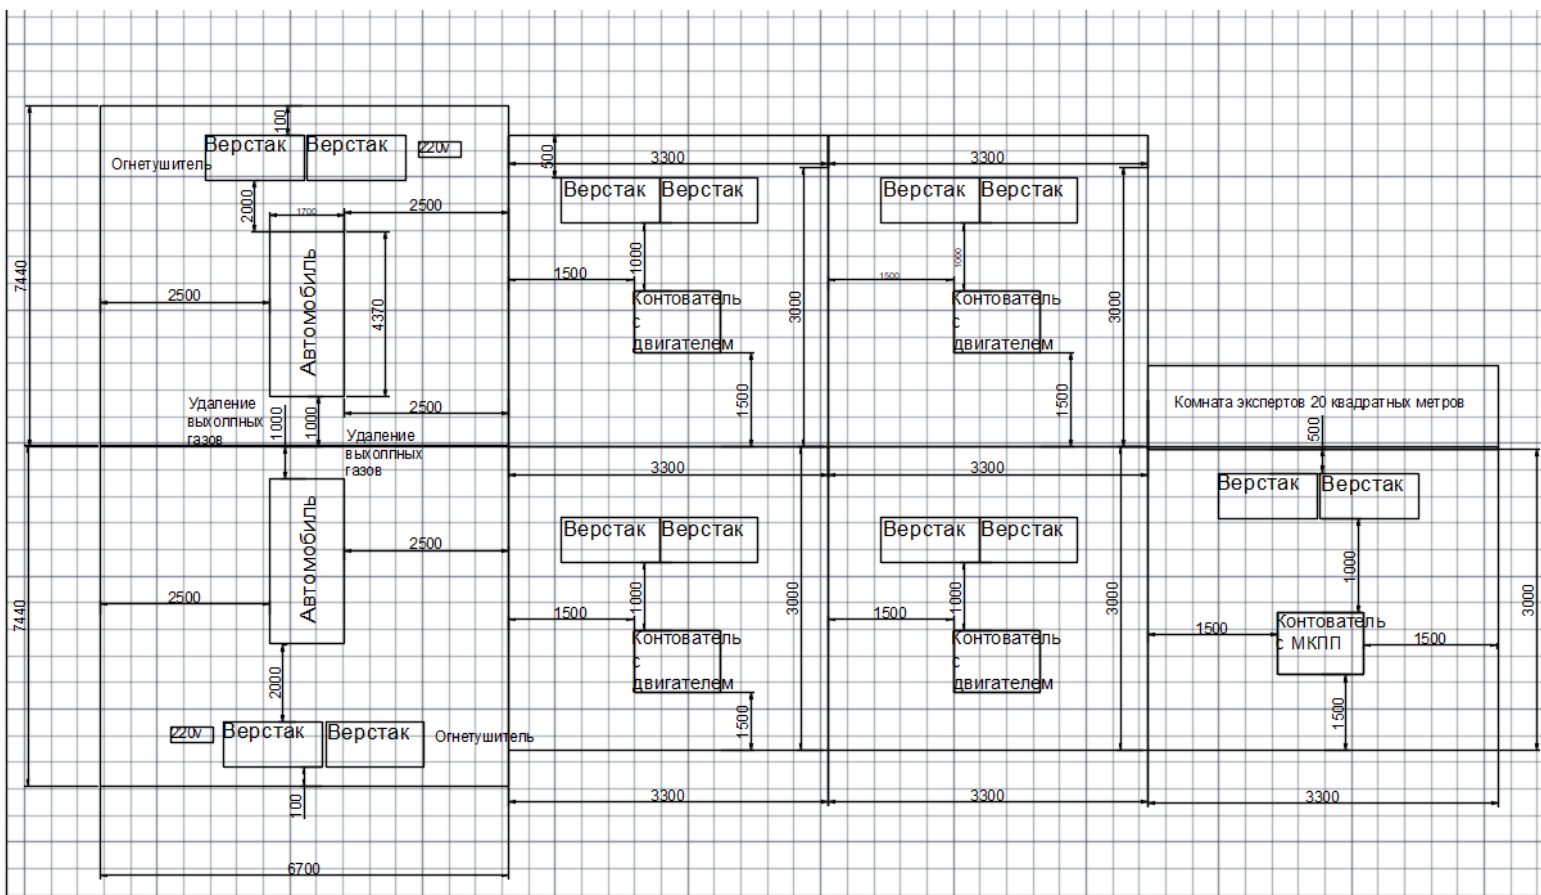 100
Верстак
Верстак
220v
Огнетушитель
2000
1700
2500
7440
2500
Автомобиль
4370
Удаление
выхолпных
газов
1000
1000
2500
Удаление
выхолпных
газов
500
3300
Верстак
Верстак
1000
1500
Контователь
с
двигателем
3000
1500
3300
Верстак
Верстак
1000
1500
Контователь
с
двигателем
3000
1500
Комната экспертов 20 квадратных метров
500
7440
Автомобиль
2500
2500
2000
220v
Верстак
Верстак
Огнетушитель
100
6700
3300
Верстак
Верстак
1000
1500
Контователь
с
двигателем
3000
1500
3300
3300
Верстак
Верстак
1000
1500
Контователь
с
двигателем
3000
3300
Верстак
Верстак
1000
1500
Контователь
с МКПП
1500
3000
1500
3300